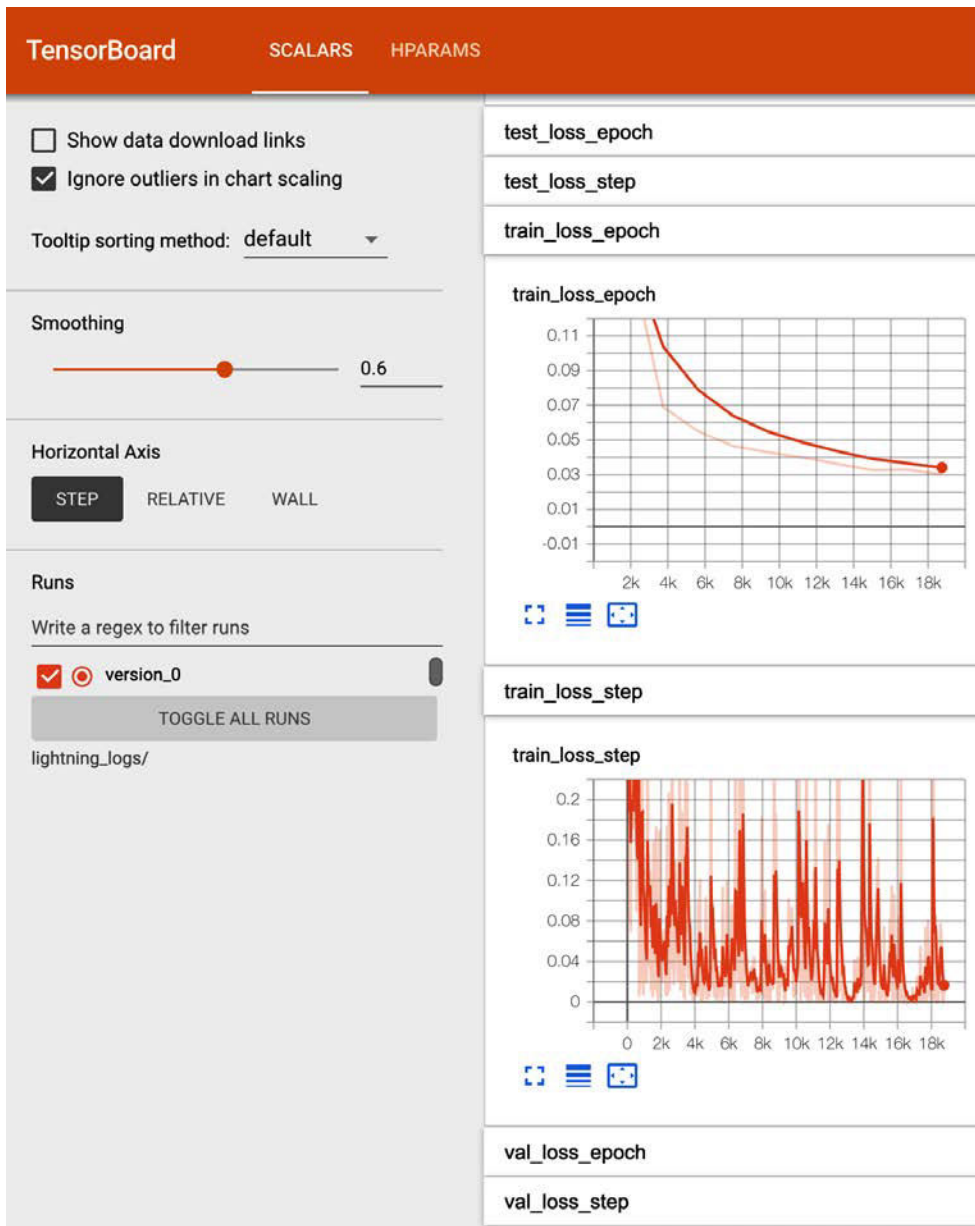 TensorBoard SCALARS HPARAMS
Show data download links
Ignore outliers in chart scaling
Tooltip sorting method: default
Smoothing
0.6
Horizontal Axis
STEP RELATIVE WALL
Runs
Write a regex to filter runs
version_0
TOGGLE ALL RUNS
lightning_logs/
test_loss_epoch
test_loss_step
train_loss_epoch
train_loss_epoch
0.11
0.09
0.07
0.05
0.03
0.01
-0.01
2k 4k 6k 8k 10k 12k 14k 16k 18k
train_loss_step
train_loss_step
0.2
0.16
0.12
0.08
0.04
0
0 2k 4k 6k 8k 10k 12k 14k 16k 18k
val_loss_epoch
val_loss_step